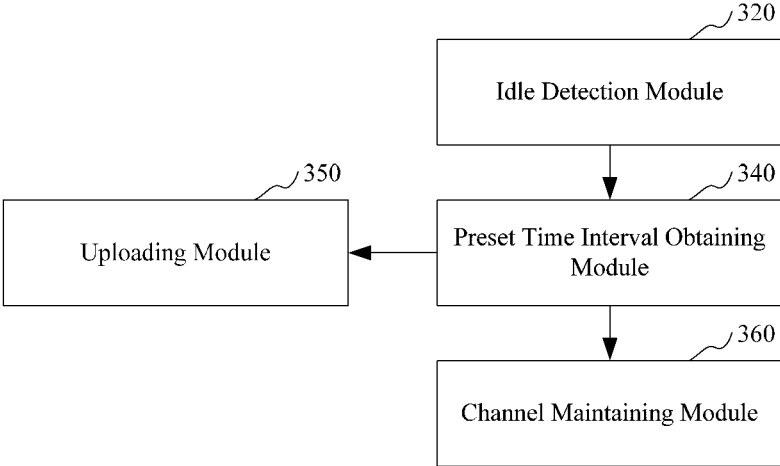 320
Idle Detection Module
350
340
Uploading Module
Preset Time Interval Obtaining
Module
360
Channel Maintaining Module